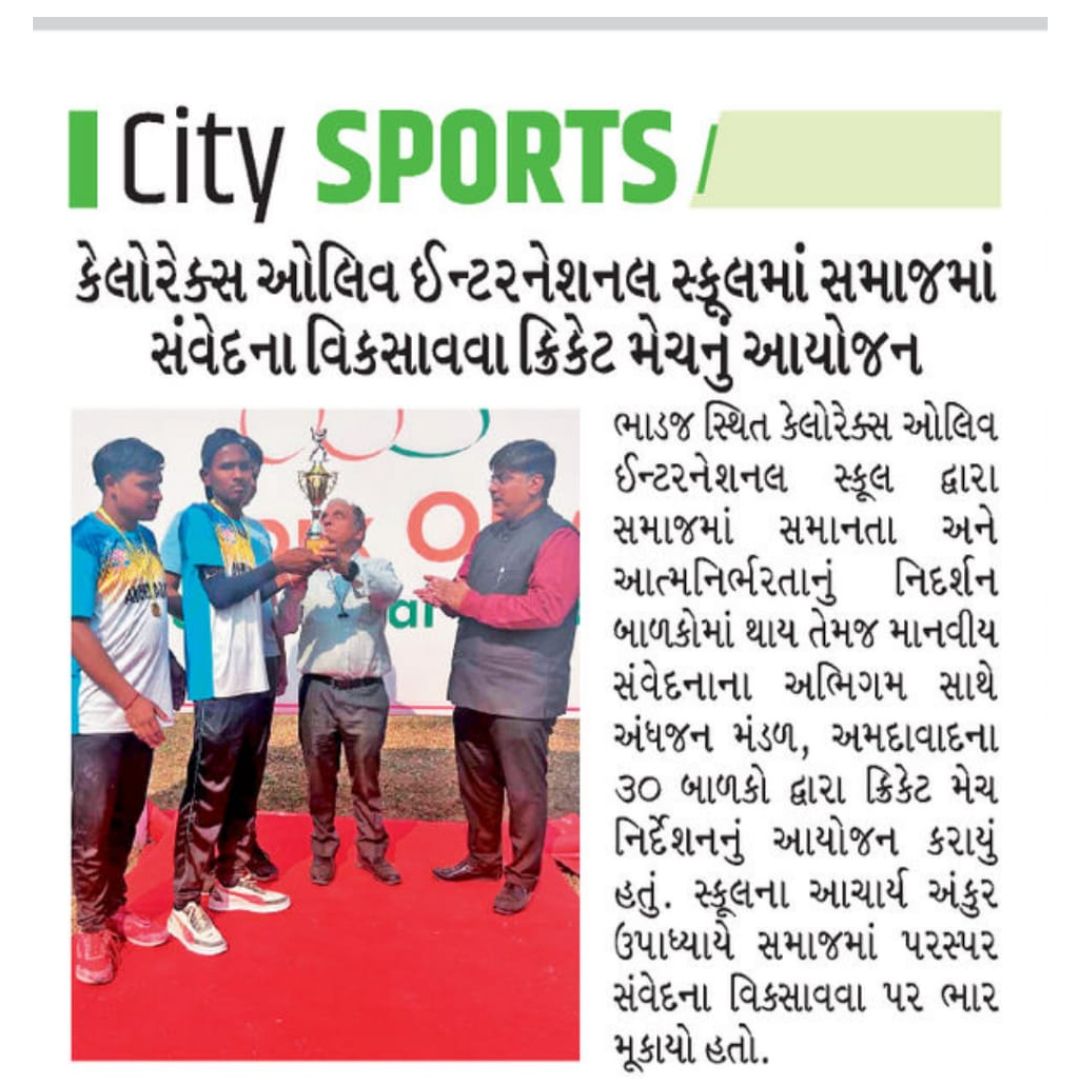 City SPORTS
કેલોરેક્સ ઓલિવ ઈન્ટરનેશનલ સ્કૂલમાં સમાજમાં
સંવેદના વિકસાવવા ક્રિકેટ મેચનું આયોજન
ભાડજ સ્થિત કેલોરેક્સ ઓલિવ
ઈન્ટરનેશનલ સ્કૂલ દ્વારા
સમાજમાં સમાનતા અને
આત્મનિર્ભરતાનું નિદર્શન
બાળકોમાં થાય તેમજ માનવીય
સંવેદનાના અભિગમ સાથે
અંધજન મંડળ, અમદાવાદના
૩૦ બાળકો દ્વારા ક્રિકેટ મેચ
નિર્દેશનનું આયોજન કરાયું
હતું. સ્કૂલના આચાર્ય અંકુર
ઉપાધ્યાયે સમાજમાં પરસ્પર
સંવેદના વિકસાવવા પર ભાર
મૂકાયો હતો.